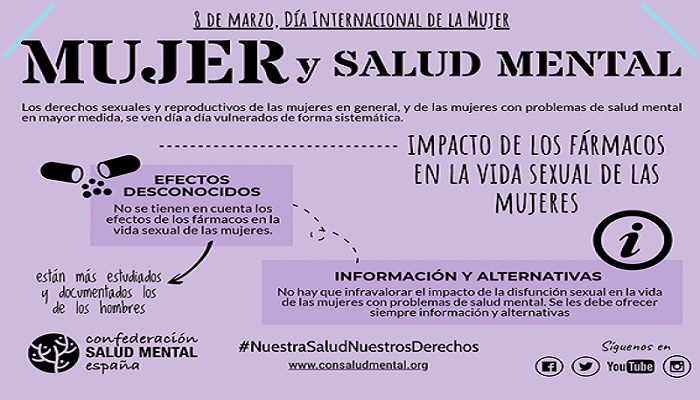 8 DE MARZO, DÍA INTERNACIONAL DE LA MUJER
MUJER y SALUD MENTAL
Los derechos sexuales y reproductivos de las mujeres en general, y de las mujeres con problemas de salud mental
en mayor medida, se ven día a día vulnerados de forma sistemática.
IMPACTO DE LOS FÁRMACOS
EN LA VIDA SEXUAL DE LAS
MUJERES
EFECTOS
DESCONOCIDOS
No se tienen en cuenta los
efectos de los fármacos en la
vida sexual de las mujeres.
están más estudiados
y documentados los
de los hombres
i
INFORMACIÓN Y ALTERNATIVAS
No hay que infravalorar el impacto de la disfunción sexual en la vida
de las mujeres con problemas de salud mental. Se les debe ofrecer
siempre información y alternativas
confederación
SALUD MENTAL
españa
#NuestraSaludNuestrosDerechos
www.consaludmental.org
Síguenos en
YouTube